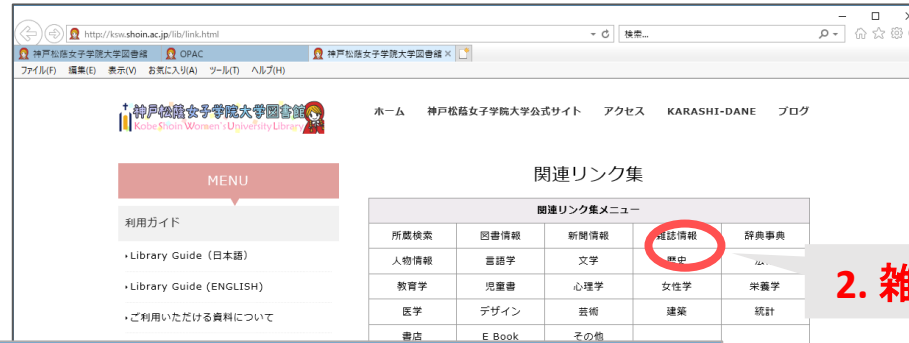 http://ksw.shoin.ac.jp/lib/link.html
検索...
神戸松蔭女子学院大学図書館
OPAC
神戸松蔭女子学院大学図書館
ファイル(F) 編集(E) 表示(V) お気に入り(A) ツール(T) ヘルプ(H)
神戸松蔭女子学院大学図書館
Kobe Shoin Women's University Library
ホーム 神戸松蔭女子学院大学公式サイト アクセス KARASHI-DANE ブログ
MENU
関連リンク集
関連リンク集メニュー
利用ガイド
所蔵検索 図書情報 新聞情報 雑誌情報 辞典事典
人物情報 言語学 文学 歴史
・Library Guide（日本語）
教育学 児童書 心理学 女性学 栄養学
・Library Guide (ENGLISH)
2. 雑
医学 デザイン 芸術 建築 統計
・ご利用いただける資料について
書店 E Book その他